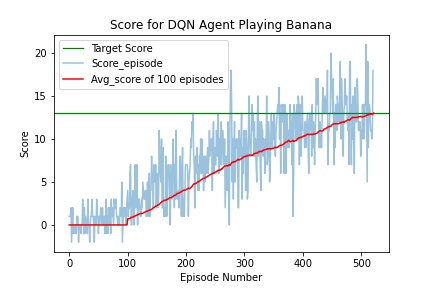 Score for DQN Agent Playing Banana
Target Score
Score_episode
Avg_score of 100 episodes
20
15
10
5
0
Score
0 100 200 300 400 500
Episode Number